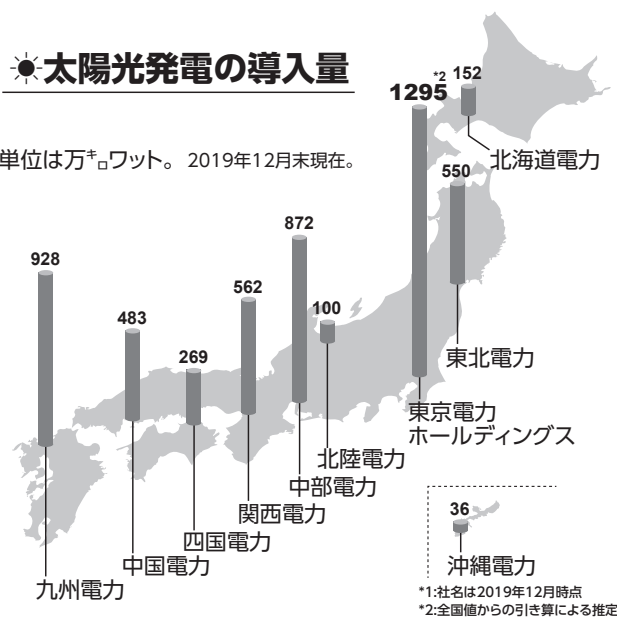 太陽光発電の導入量
単位は万㌔ワット。 2019年12月末現在。
*2
1295
152
北海道電力
550
東北電力
東京電力
ホールディングス
872
100
北陸電力
中部電力
562
関西電力
269
四国電力
483
中国電力
928
九州電力
36
沖縄電力
*1:社名は2019年12月時点
*2:全国値からの引き算による推定